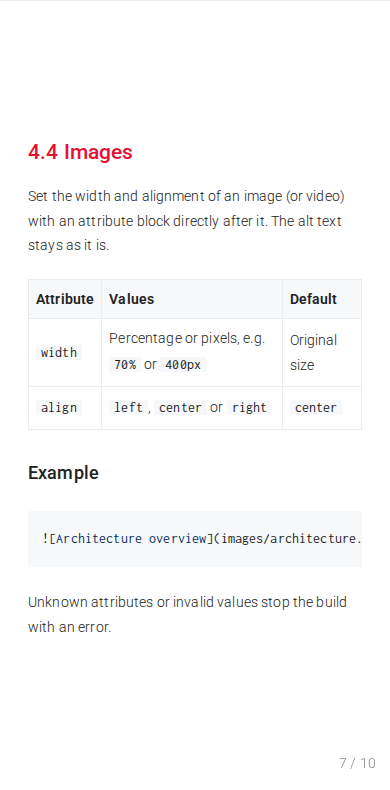 4.4 Images
Set the width and alignment of an image (or video)
with an attribute block directly after it. The alt text
stays as it is.
Attribute Values Default
width Percentage or pixels, e.g. 70% or 400px Original size
align left, center or right center
Example
![Architecture overview](images/architecture.
Unknown attributes or invalid values stop the build
with an error.
7 / 10